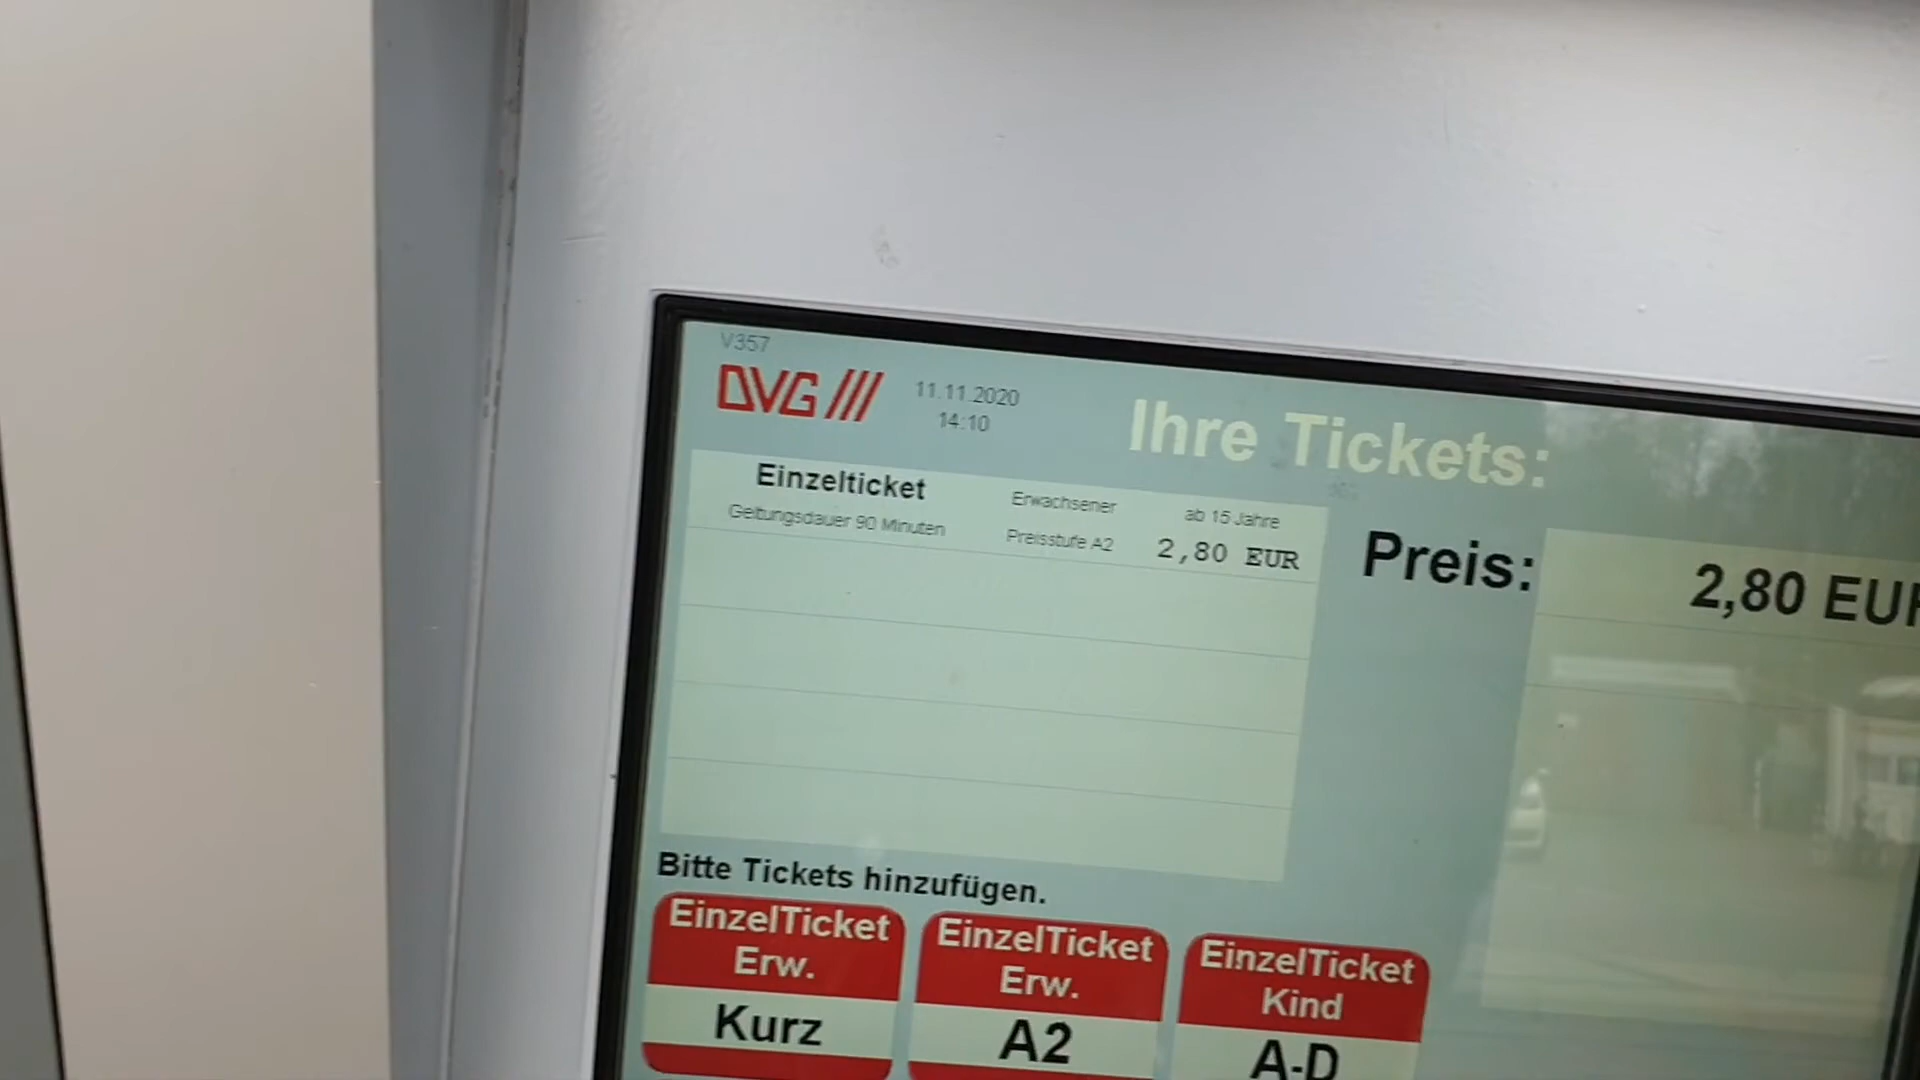 V357
DVG
11.11.2020
14:10
Ihre Tickets:
Einzelticket
Erwachsener
ab 15 Jahre
Geltungsdauer 90 Minuten
Preisstufe A2
2,80 EUR
Preis:
2,80 EUR
Bitte Tickets hinzufügen.
EinzelTicket
Erw.
Kurz
EinzelTicket
Erw.
A2
EinzelTicket
Kind
A-D